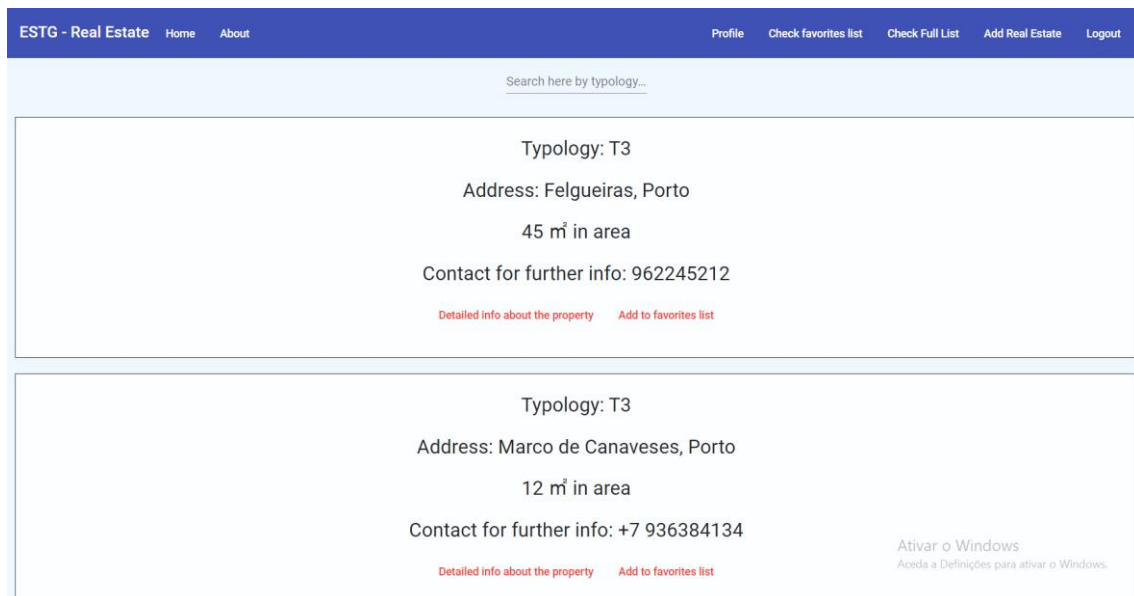 ESTG - Real Estate Home About Profile Check favorites list Check Full List Add Real Estate Logout
Search here by typology...
Typology: T3
Address: Felgueiras, Porto
45 ㎡ in area
Contact for further info: 962245212
Detailed info about the property Add to favorites list
Typology: T3
Address: Marco de Canaveses, Porto
12 ㎡ in area
Contact for further info: +7 936384134
Detailed info about the property Add to favorites list
Ativar o Windows
Aceda a Definições para ativar o Windows.